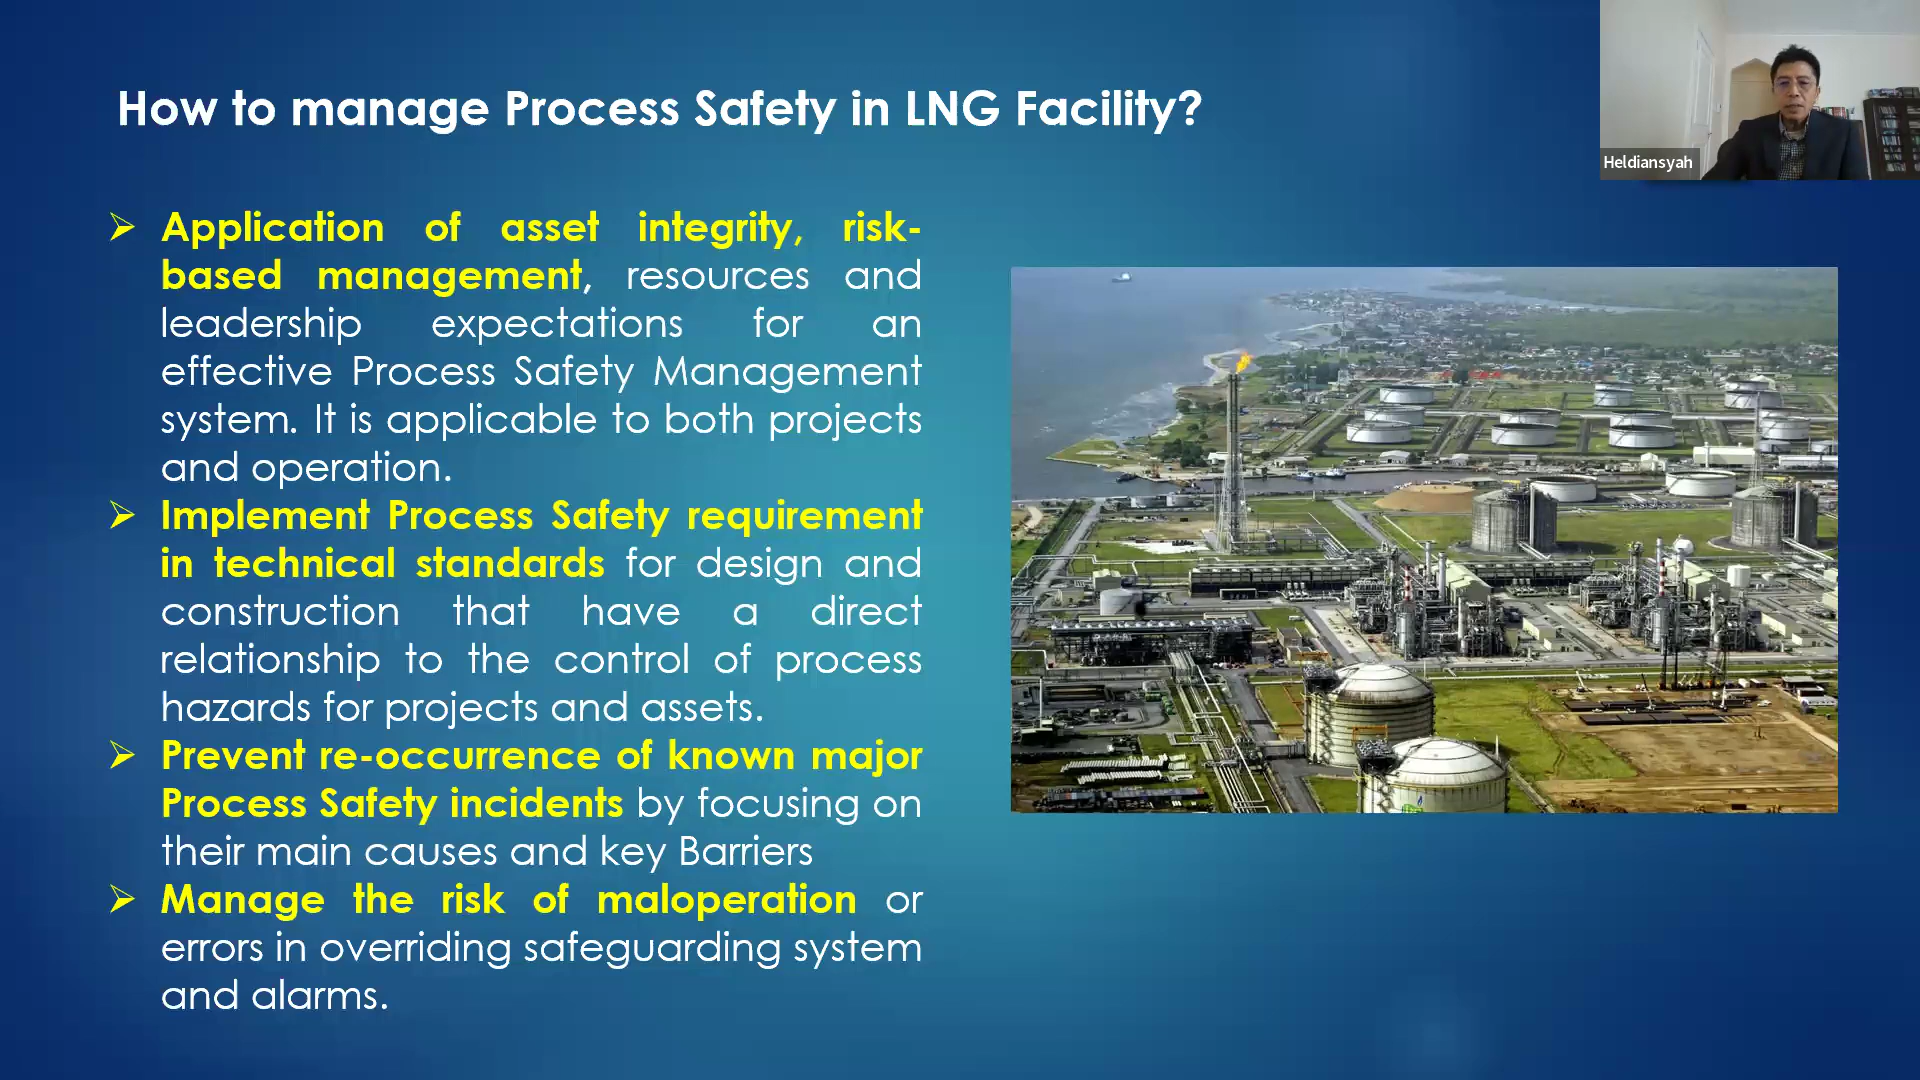 How to manage Process Safety in LNG Facility?
Heldiansyah
➢ Application of asset integrity, risk-
based management, resources and
leadership expectations for an
effective Process Safety Management
system. It is applicable to both projects
and operation.
➢ Implement Process Safety requirement
in technical standards for design and
construction that have a direct
relationship to the control of process
hazards for projects and assets.
➢ Prevent re-occurrence of known major
Process Safety incidents by focusing on
their main causes and key Barriers
➢ Manage the risk of maloperation or
errors in overriding safeguarding system
and alarms.